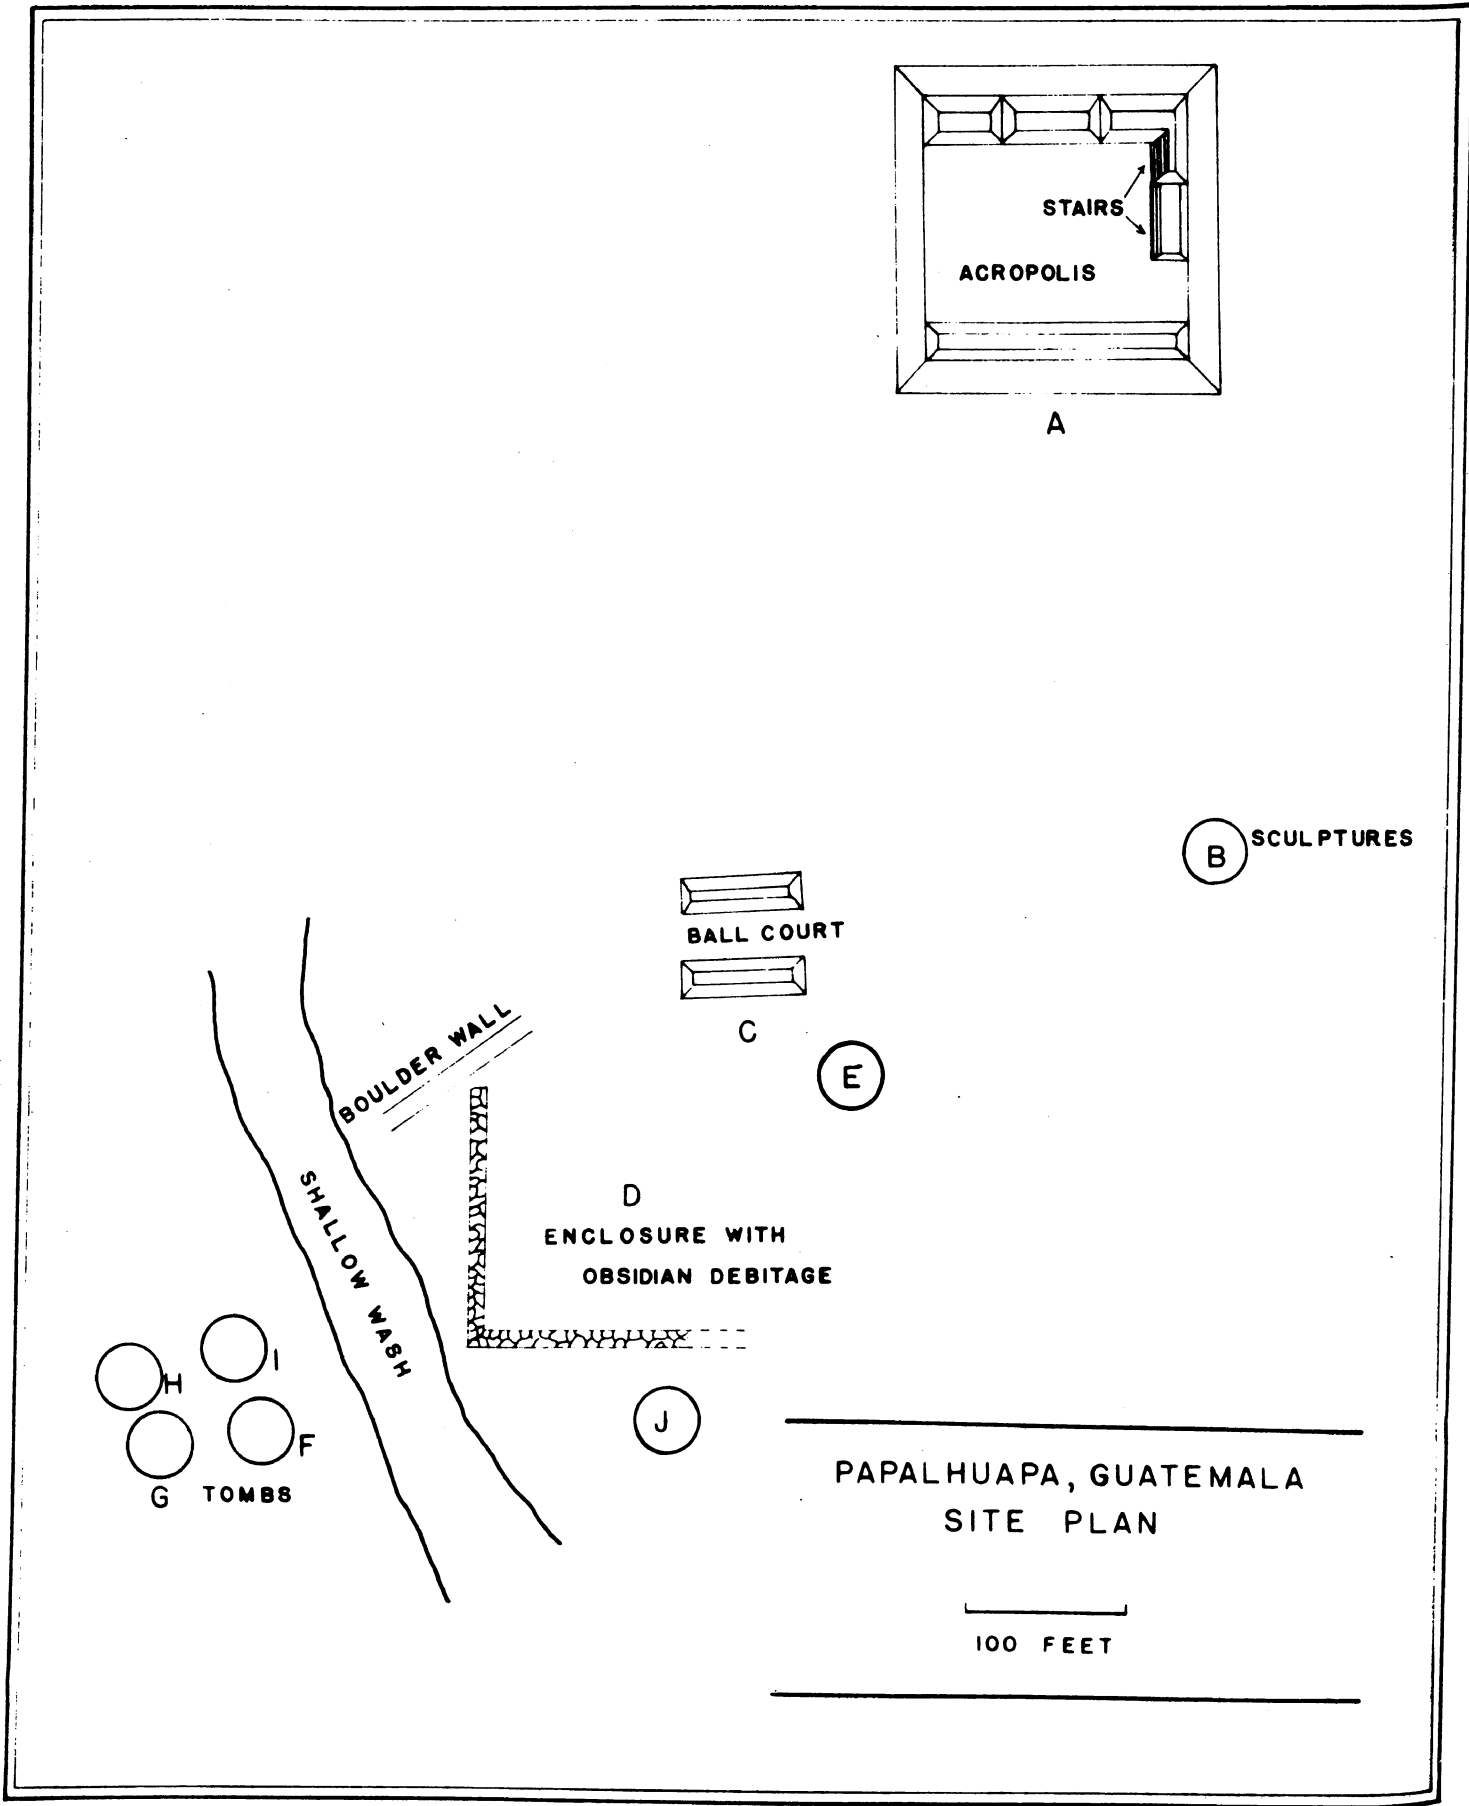 STAIRS
ACROPOLIS
A
B SCULPTURES
BALL COURT
C
E
BOULDER WALL
SHALLOW WASH
D
ENCLOSURE WITH
OBSIDIAN DEBITAGE
I
H
F
G TOMBS
J
PAPALHUAPA, GUATEMALA
SITE PLAN
100 FEET